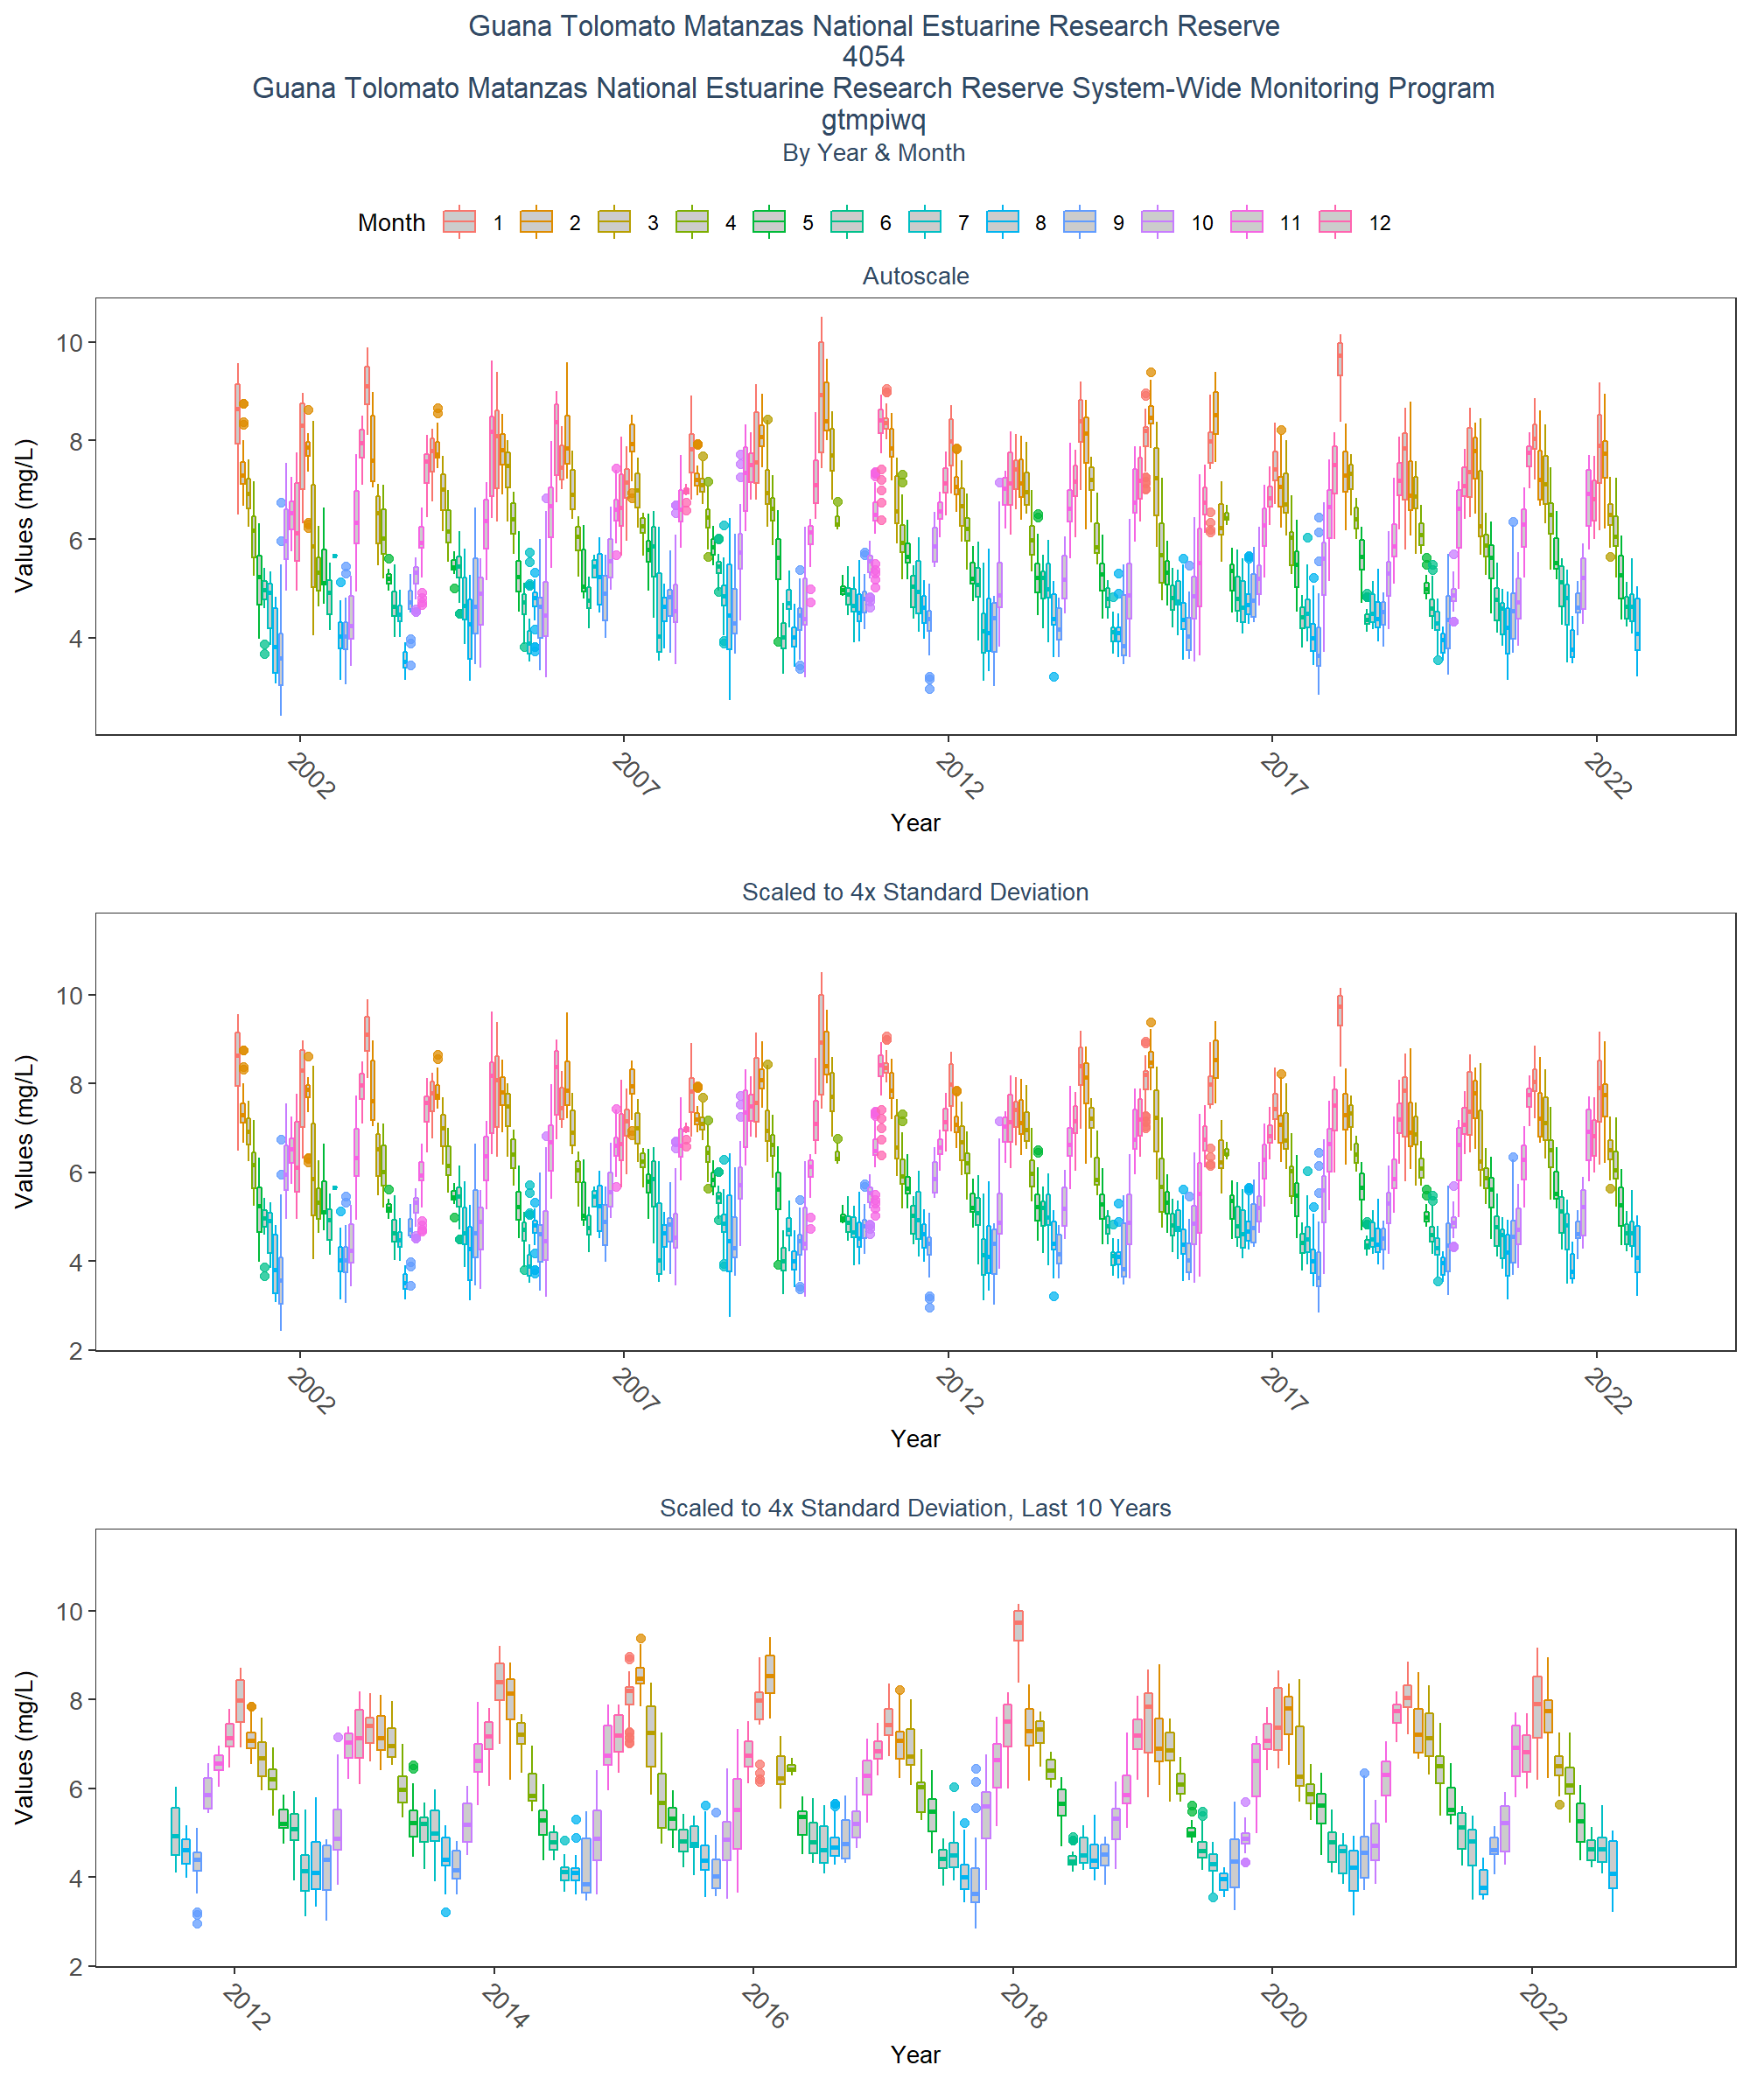 Guana Tolomato Matanzas National Estuarine Research Reserve
4054
Guana Tolomato Matanzas National Estuarine Research Reserve System-Wide Monitoring Program
gtmpiwq
By Year & Month
Month 1 2 3 4 5 6 7 8 9 10 11 12
Autoscale
Values (mg/L)
10
8
6
4
2002 2007 2012 2017 2022
Year
Scaled to 4x Standard Deviation
Values (mg/L)
10
8
6
4
2
2002 2007 2012 2017 2022
Year
Scaled to 4x Standard Deviation, Last 10 Years
Values (mg/L)
10
8
6
4
2
2012 2014 2016 2018 2020 2022
Year